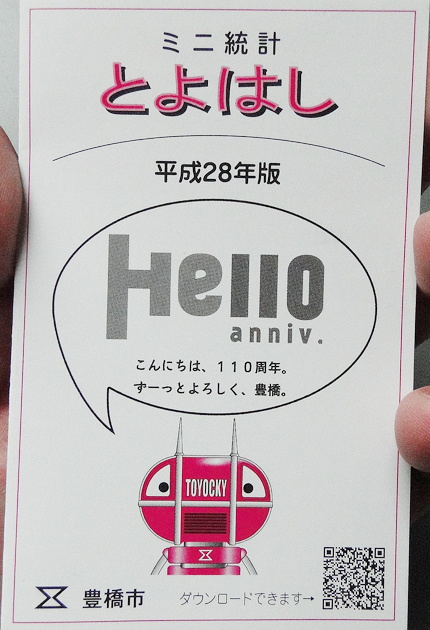 ミニ統計
とよはし
平成28年版
Hello
anniv.
こんにちは、110周年。
ずーっとよろしく、豊橋。
TOYOCKY
豊橋市
ダウンロードできます→